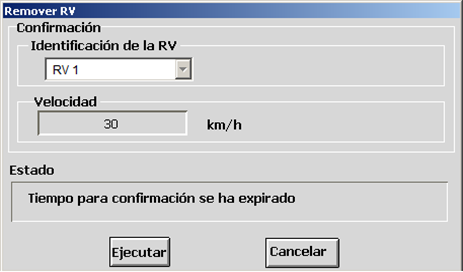 Remover RV
Confirmación
Identificación de la RV
RV 1
Velocidad
30 km/h
Estado
Tiempo para confirmación se ha expirado
Ejecutar Cancelar